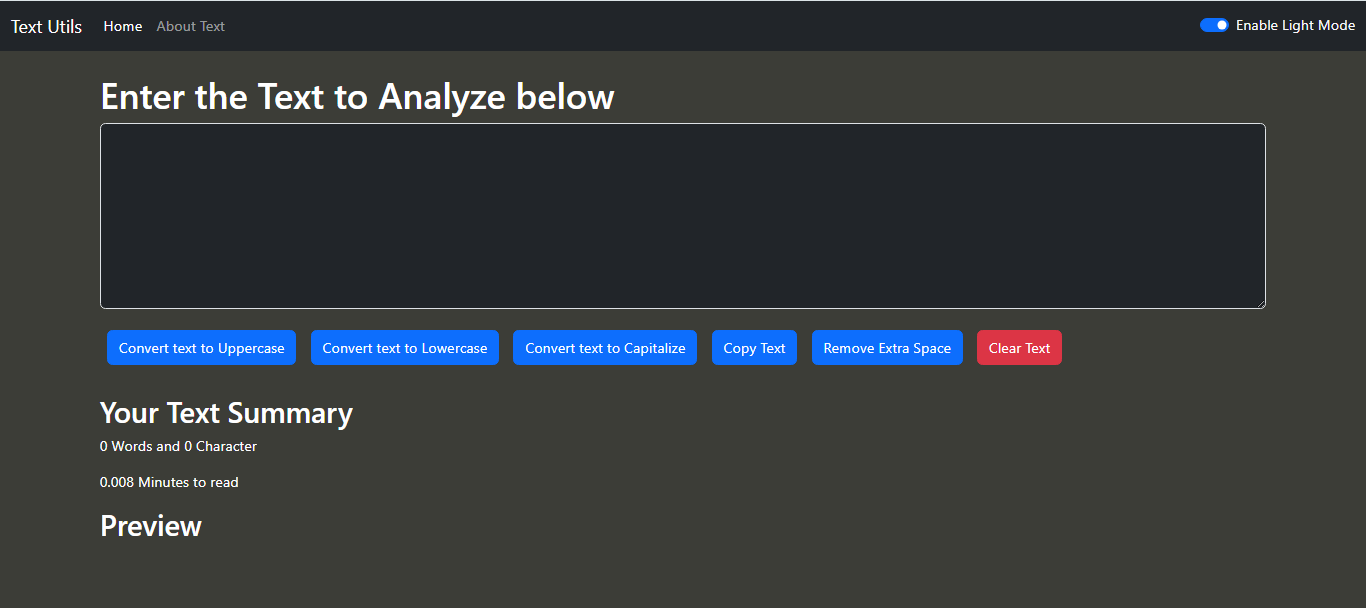 Text Utils Home About Text Enable Light Mode
Enter the Text to Analyze below
Convert text to Uppercase Convert text to Lowercase Convert text to Capitalize Copy Text Remove Extra Space Clear Text
Your Text Summary
0 Words and 0 Character
0.008 Minutes to read
Preview